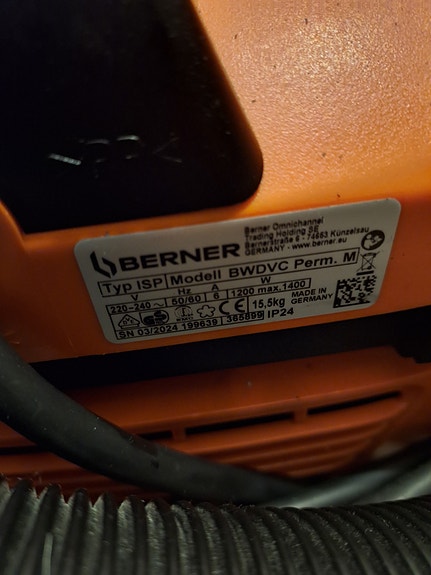 BERNER
Berner Omnichannel
Trading Holding SE
Bernerstraße 6 - 74653 Künzelsau
GERMANY - www.berner.eu
Typ ISP Modell BWDVC Perm. M
V Hz A W
220-240 ~ 50/60 6 1200 max.1400
CE 15,5kg MADE IN GERMANY
SN 03/2024 199639 365899 IP24